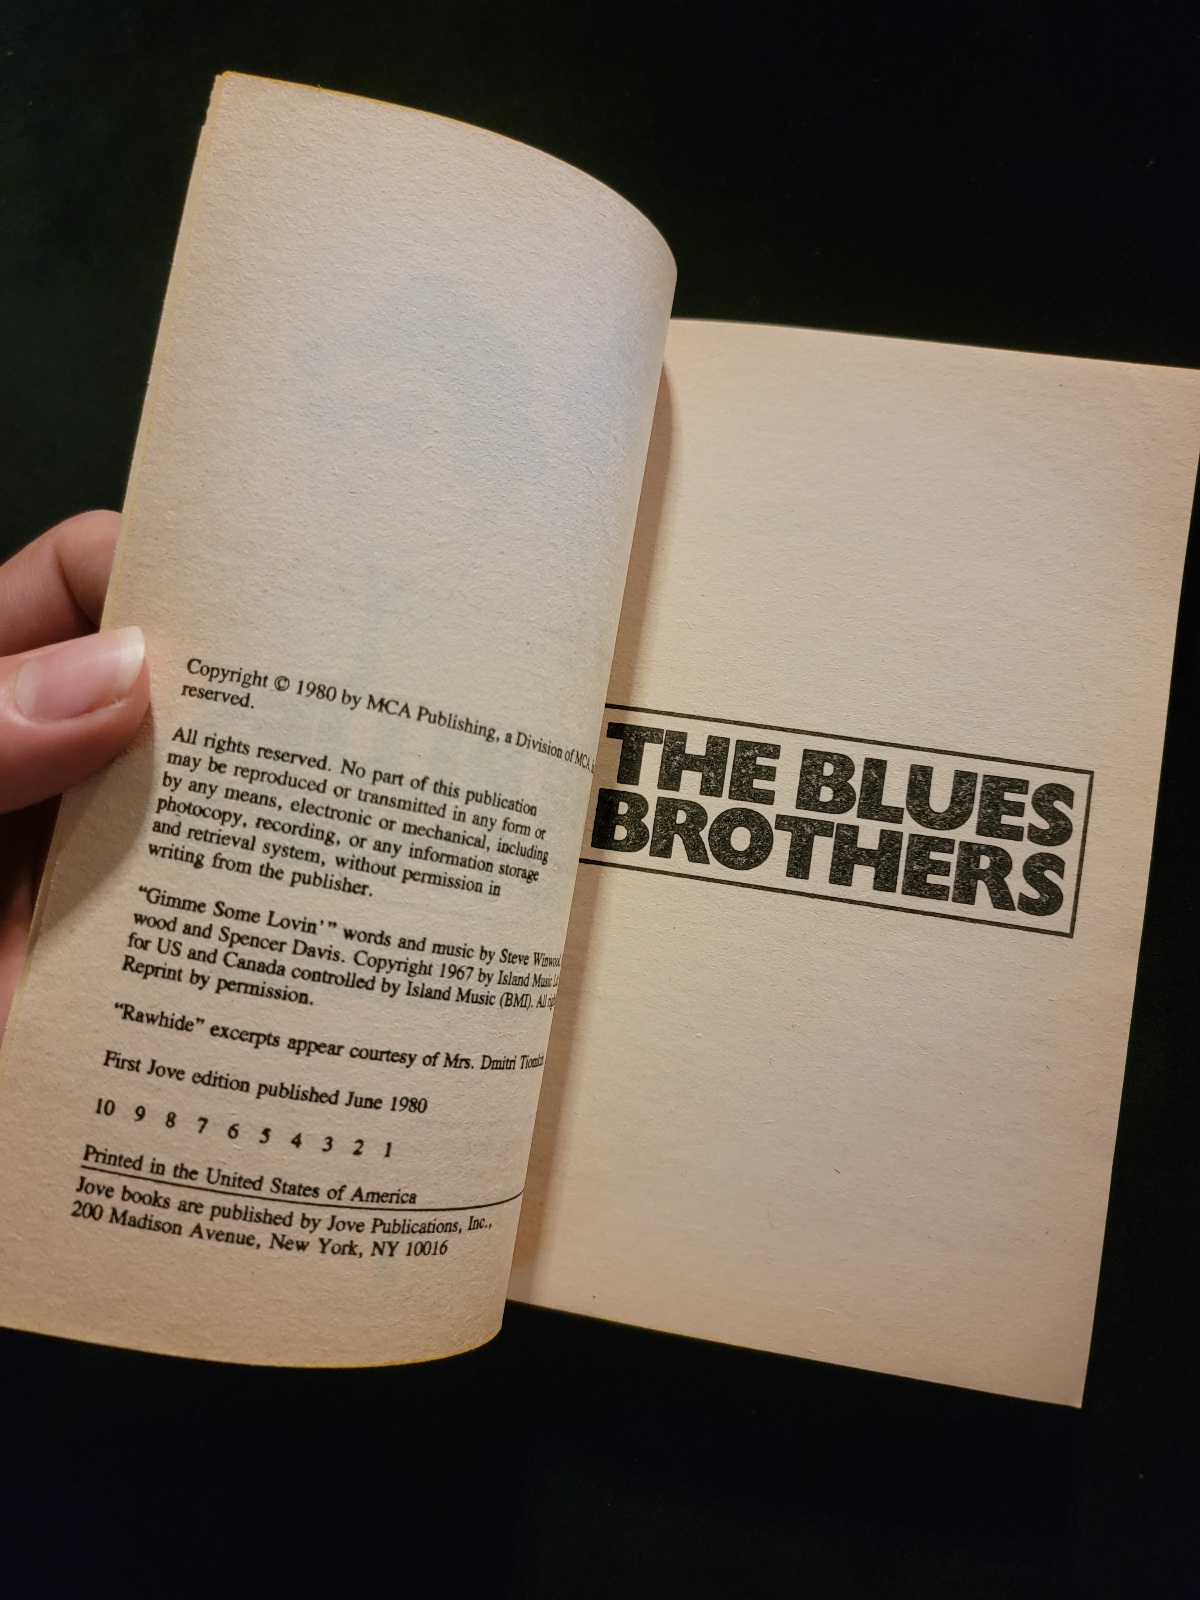 Copyright © 1980 by MCA Publishing, a Division of MCA
reserved.
All rights reserved. No part of this publication
may be reproduced or transmitted in any form or
by any means, electronic or mechanical, including
photocopy, recording, or any information storage
and retrieval system, without permission in
writing from the publisher.
“Gimme Some Lovin’” words and music by Steve Winwood
wood and Spencer Davis. Copyright 1967 by Island Music
for US and Canada controlled by Island Music (BMI). All
Reprint by permission.
“Rawhide” excerpts appear courtesy of Mrs. Dmitri
First Jove edition published June 1980
10 9 8 7 6 5 4 3 2 1
Printed in the United States of America
Jove books are published by Jove Publications, Inc.,
200 Madison Avenue, New York, NY 10016
THE BLUES
BROTHERS